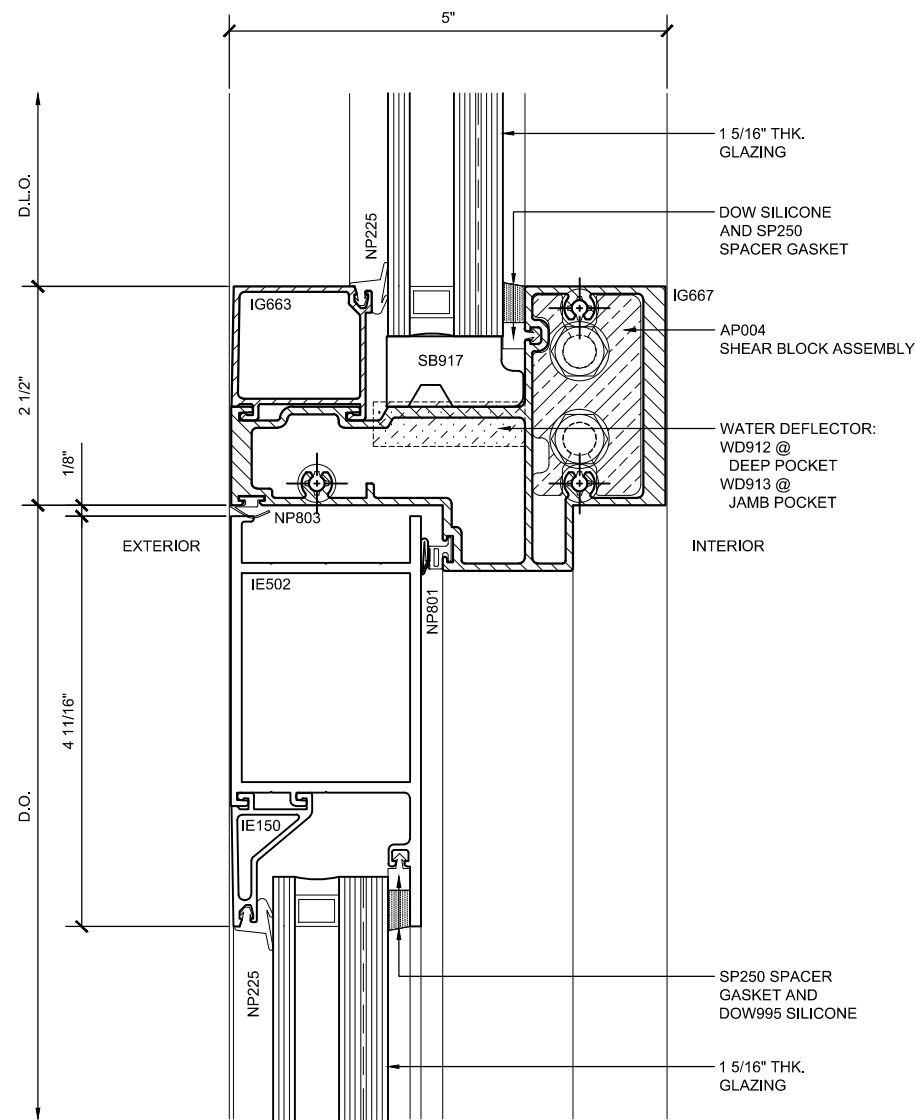 5"
1 5/16" THK.
GLAZING
D.L.O.
DOW SILICONE
AND SP250
SPACER GASKET
NP225
IG663
IG667
AP004
SHEAR BLOCK ASSEMBLY
SB917
2 1/2"
WATER DEFLECTOR:
WD912 @
DEEP POCKET
WD913 @
JAMB POCKET
1/8"
NP803
EXTERIOR
INTERIOR
IE502
NP801
4 11/16"
D.O.
IE150
NP225
SP250 SPACER
GASKET AND
DOW995 SILICONE
1 5/16" THK.
GLAZING